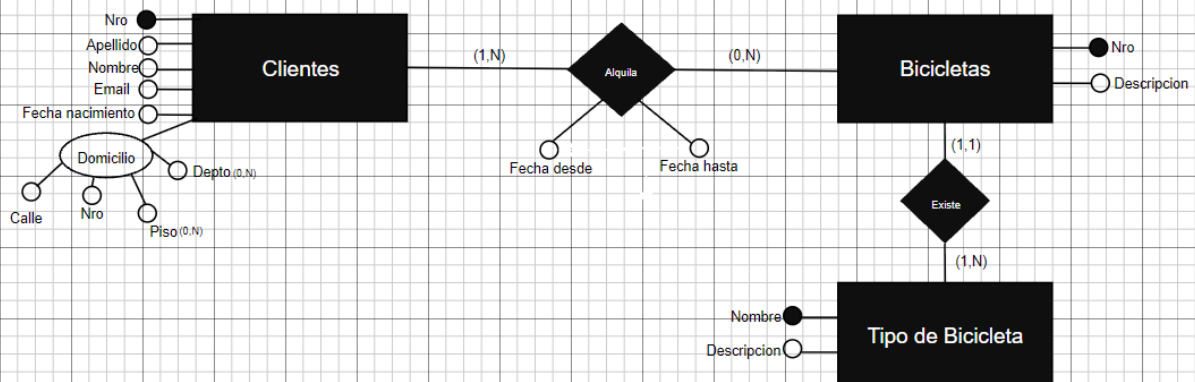 Nro
Apellido
Nombre
Email
Fecha nacimiento
Domicilio
Calle
Nro
Piso (0,N)
Depto (0,N)
Clientes
(1,N)
Alquila
(0,N)
Fecha desde
Fecha hasta
Bicicletas
Nro
Descripcion
(1,1)
Existe
(1,N)
Nombre
Descripcion
Tipo de Bicicleta